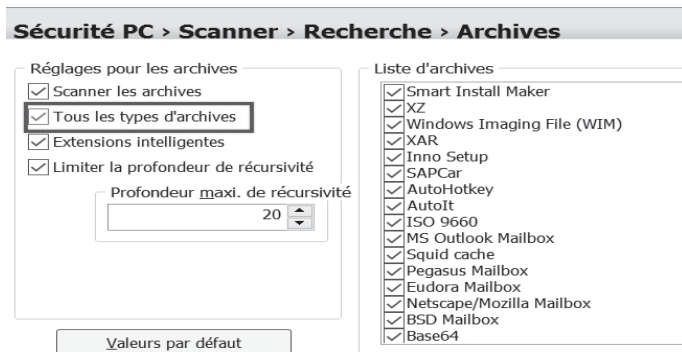 Sécurité PC › Scanner › Recherche › Archives
Réglages pour les archives
Scanner les archives
Tous les types d'archives
Extensions intelligentes
Limiter la profondeur de récursivité
Profondeur maxi. de récursivité
20
Valeurs par défaut
Liste d'archives
Smart Install Maker
XZ
Windows Imaging File (WIM)
XAR
Inno Setup
SAPCar
AutoHotkey
AutoIt
ISO 9660
MS Outlook Mailbox
Squid cache
Pegasus Mailbox
Eudora Mailbox
Netscape/Mozilla Mailbox
BSD Mailbox
Base64